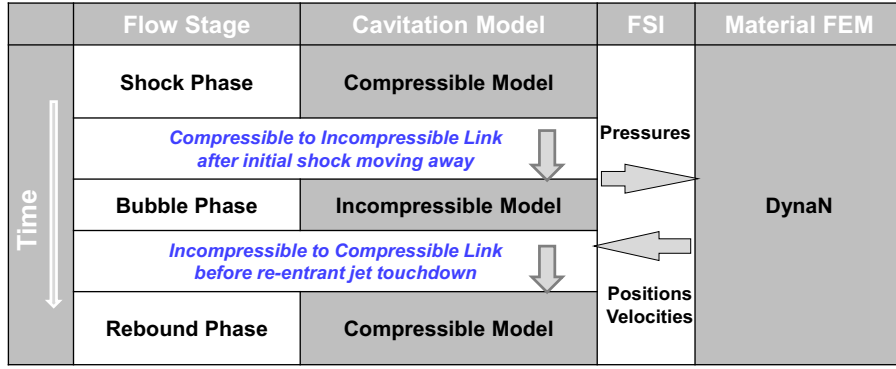 Flow Stage Cavitation Model FSI Material FEM
Time
Shock Phase Compressible Model
Compressible to Incompressible Link
after initial shock moving away
Pressures
Bubble Phase Incompressible Model
DynaN
Incompressible to Compressible Link
before re-entrant jet touchdown
Positions
Velocities
Rebound Phase Compressible Model